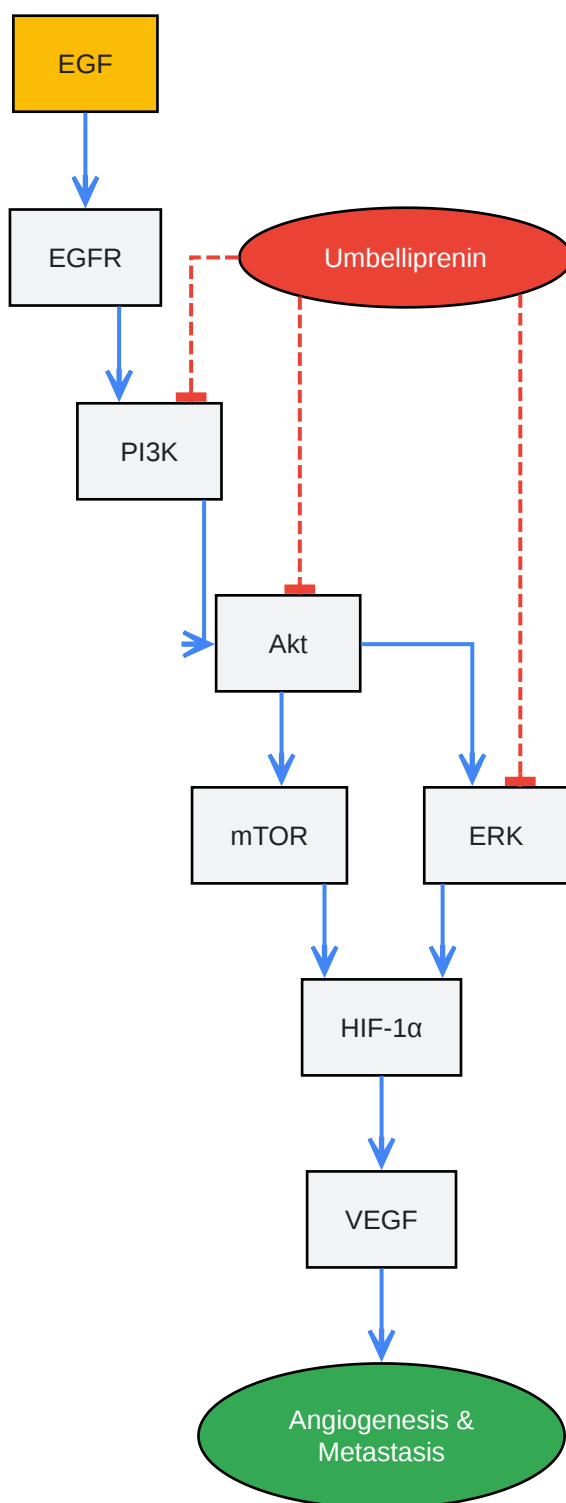 EGF
EGFR
Umbelliprenin
PI3K
Akt
mTOR
ERK
HIF-1α
VEGF
Angiogenesis &
Metastasis